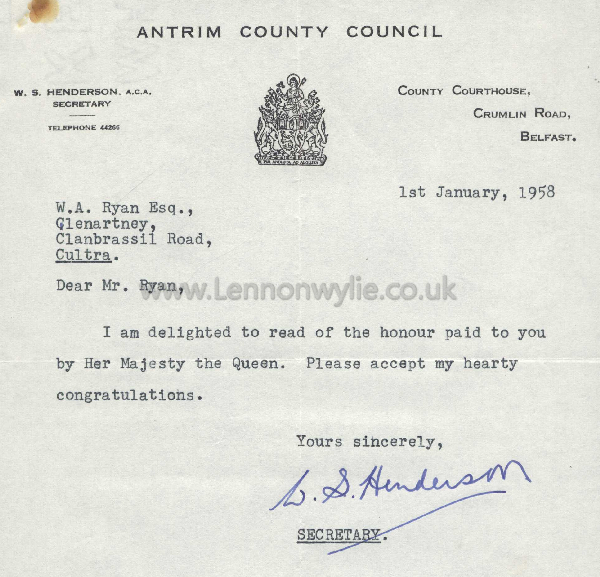 ANTRIM COUNTY COUNCIL
W. S. HENDERSON, A.C.A.
SECRETARY
TELEPHONE 44266
COUNTY COURTHOUSE,
CRUMLIN ROAD,
BELFAST.
1st January, 1958
W.A. Ryan Esq.,
Glenartney,
Clanbrassil Road,
Cultra.
Dear Mr. Ryan,
www.Lennonwylie.co.uk
I am delighted to read of the honour paid to you
by Her Majesty the Queen. Please accept my hearty
congratulations.
Yours sincerely,
W. S. Henderson
SECRETARY.